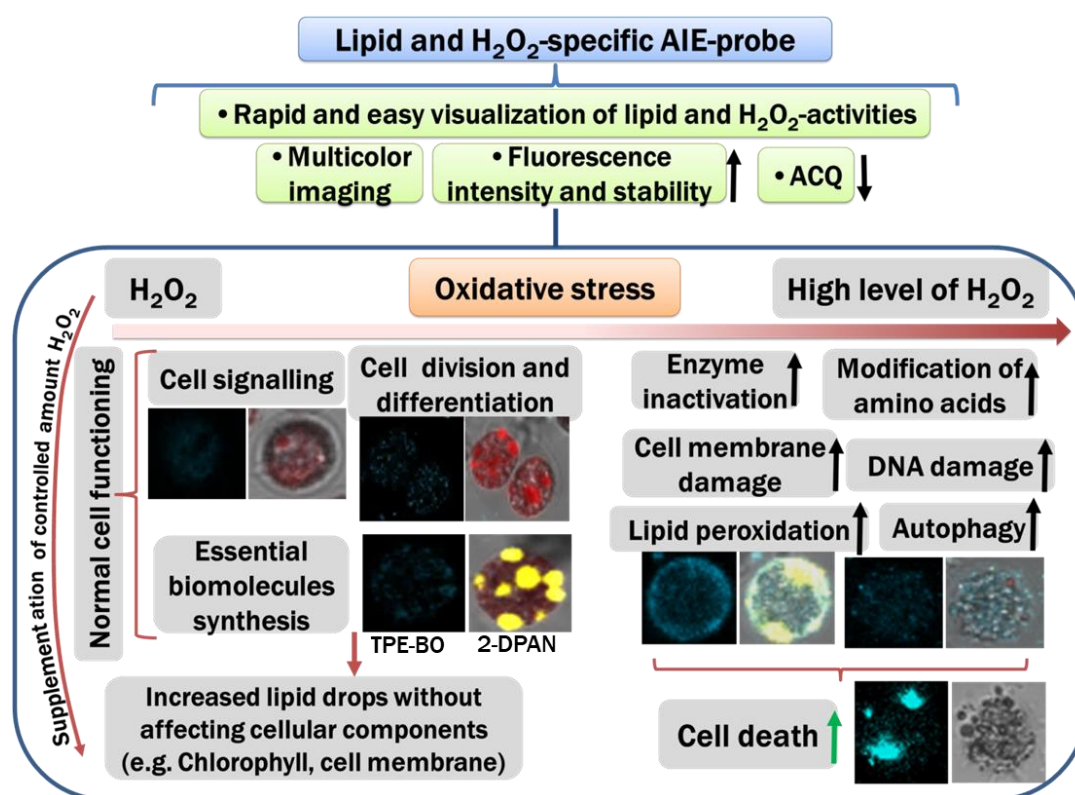 Lipid and H₂O₂-specific AIE-probe
• Rapid and easy visualization of lipid and H₂O₂-activities
• Multicolor
imaging
• Fluorescence
intensity and stability
• ACQ
H₂O₂
Oxidative stress
High level of H₂O₂
Supplementation of controlled amount H₂O₂
Normal cell functioning
Cell signalling
Cell division and
differentiation
Essential
biomolecules
synthesis
TPE-BO
2-DPAN
Increased lipid drops without
affecting cellular components
(e.g. Chlorophyll, cell membrane)
Enzyme
inactivation
Modification of
amino acids
Cell membrane
damage
DNA damage
Lipid peroxidation
Autophagy
Cell death